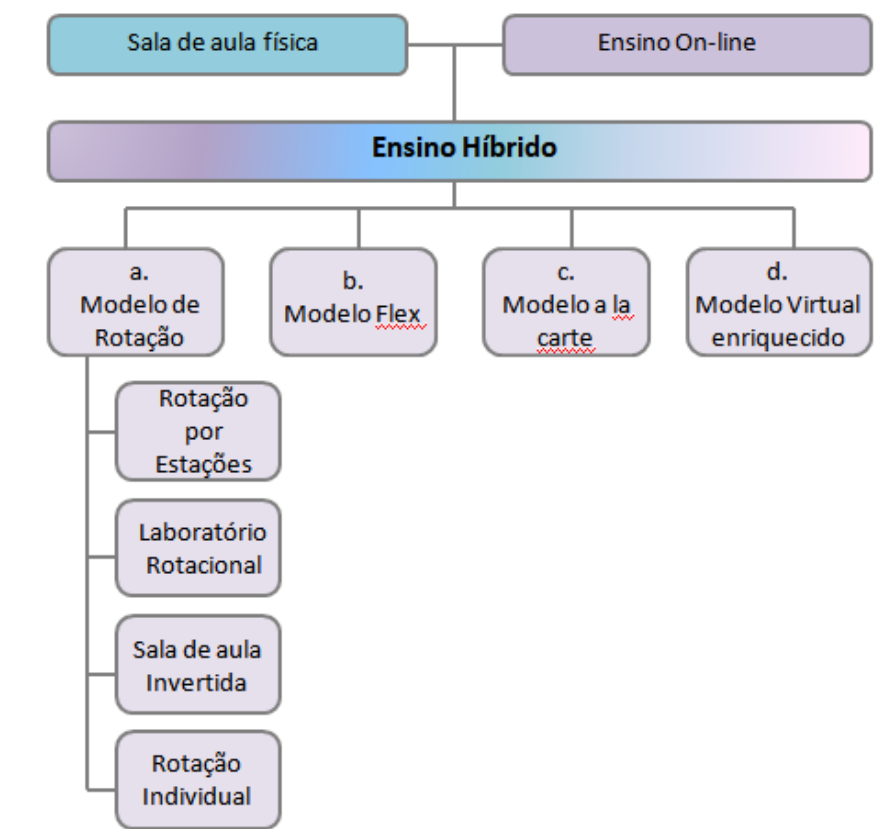 Sala de aula física
Ensino On-line
Ensino Híbrido
a.
Modelo de
Rotação
b.
Modelo Flex
c.
Modelo a la
carte
d.
Modelo Virtual
enriquecido
Rotação
por
Estações
Laboratório
Rotacional
Sala de aula
Invertida
Rotação
Individual